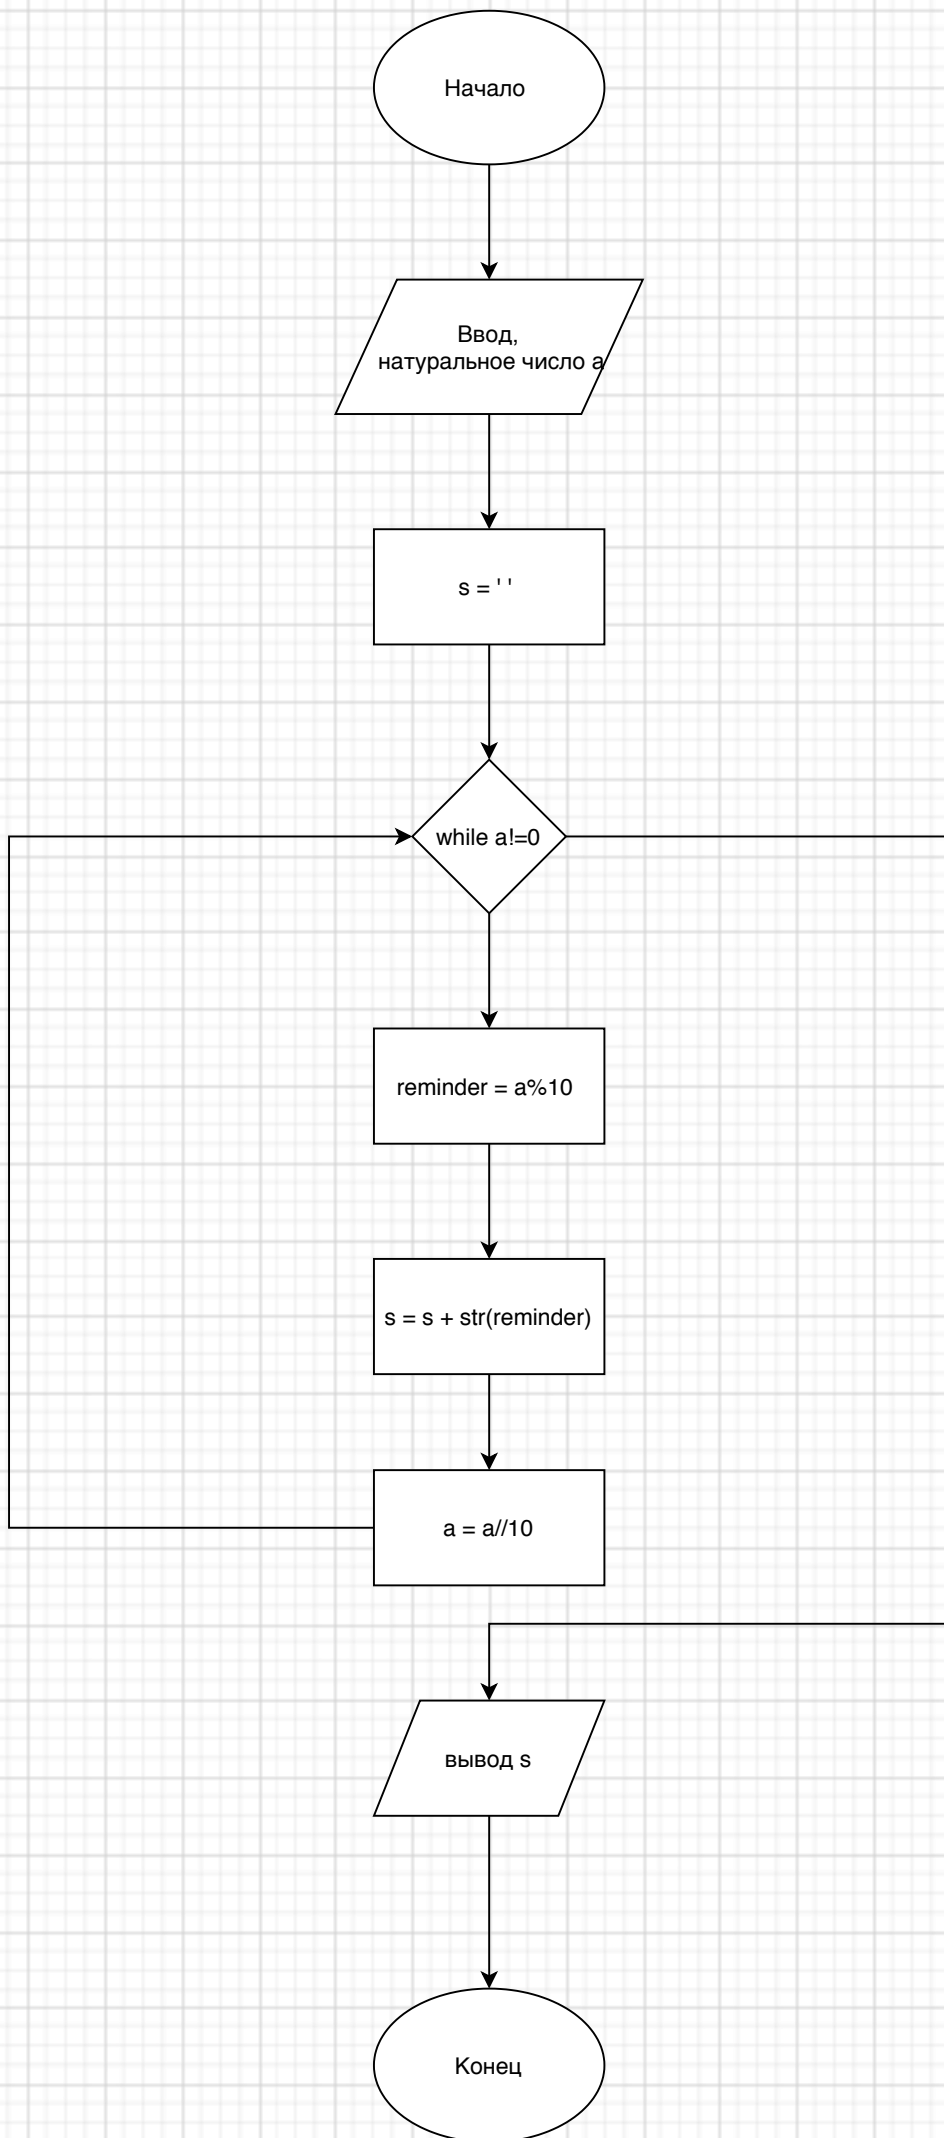 Начало
Ввод,
натуральное число a
s = ' '
while a!=0
reminder = a%10
s = s + str(reminder)
a = a//10
вывод s
Конец